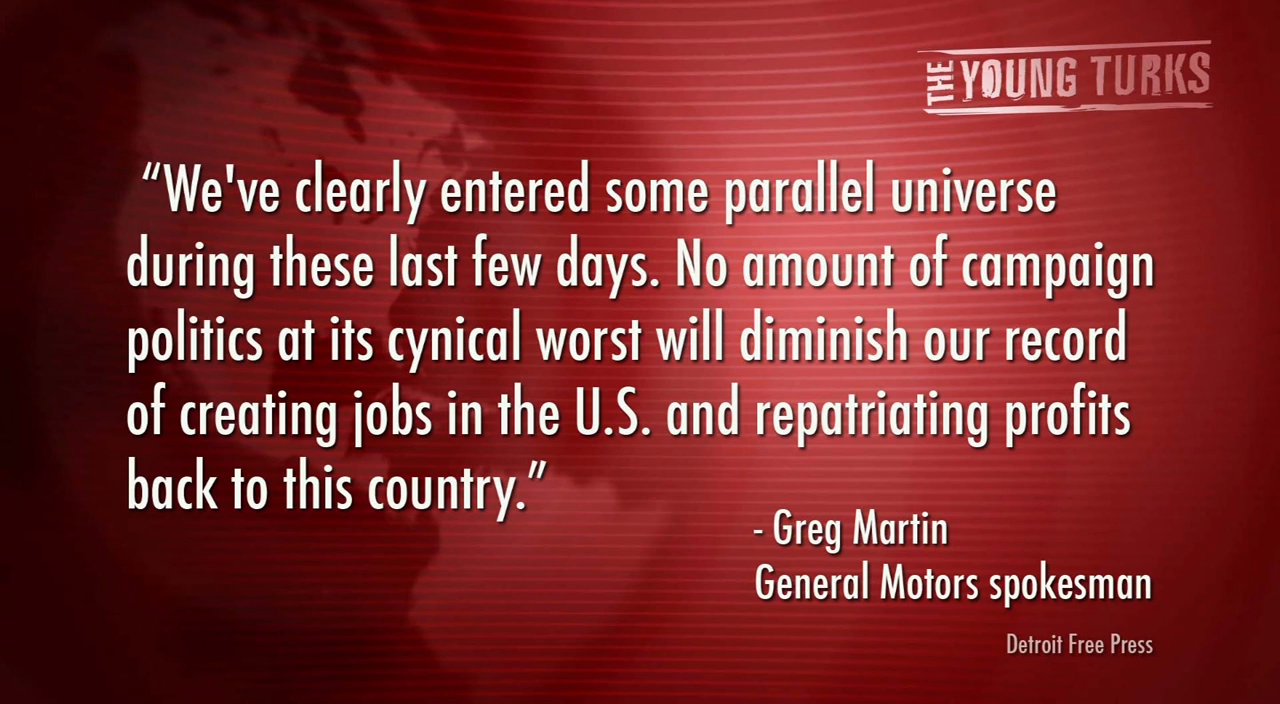 THE YOUNG TURKS
“We've clearly entered some parallel universe
during these last few days. No amount of campaign
politics at its cynical worst will diminish our record
of creating jobs in the U.S. and repatriating profits
back to this country.”
- Greg Martin
General Motors spokesman
Detroit Free Press